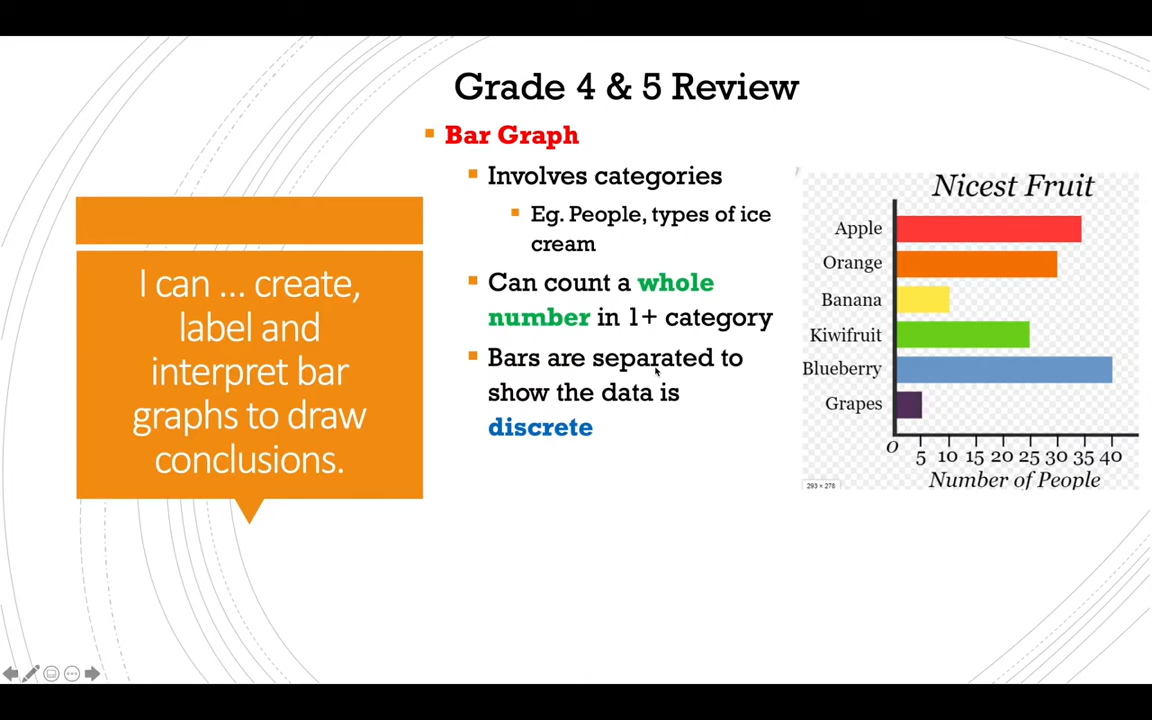 Grade 4 & 5 Review
Bar Graph
Involves categories
Eg. People, types of ice
cream
Can count a whole
number in 1+ category
Bars are separated to
show the data is
discrete
I can ... create,
label and
interpret bar
graphs to draw
conclusions.
Nicest Fruit
Apple
Orange
Banana
Kiwifruit
Blueberry
Grapes
0 5 10 15 20 25 30 35 40
Number of People
293 × 278